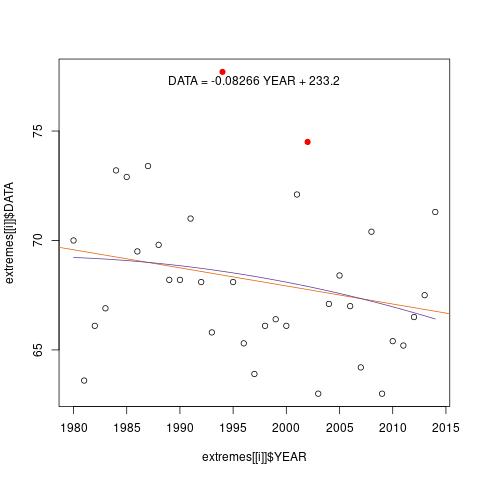 DATA = -0.08266 YEAR + 233.2
75
70
65
extremes[[i]]$DATA
1980 1985 1990 1995 2000 2005 2010 2015
extremes[[i]]$YEAR